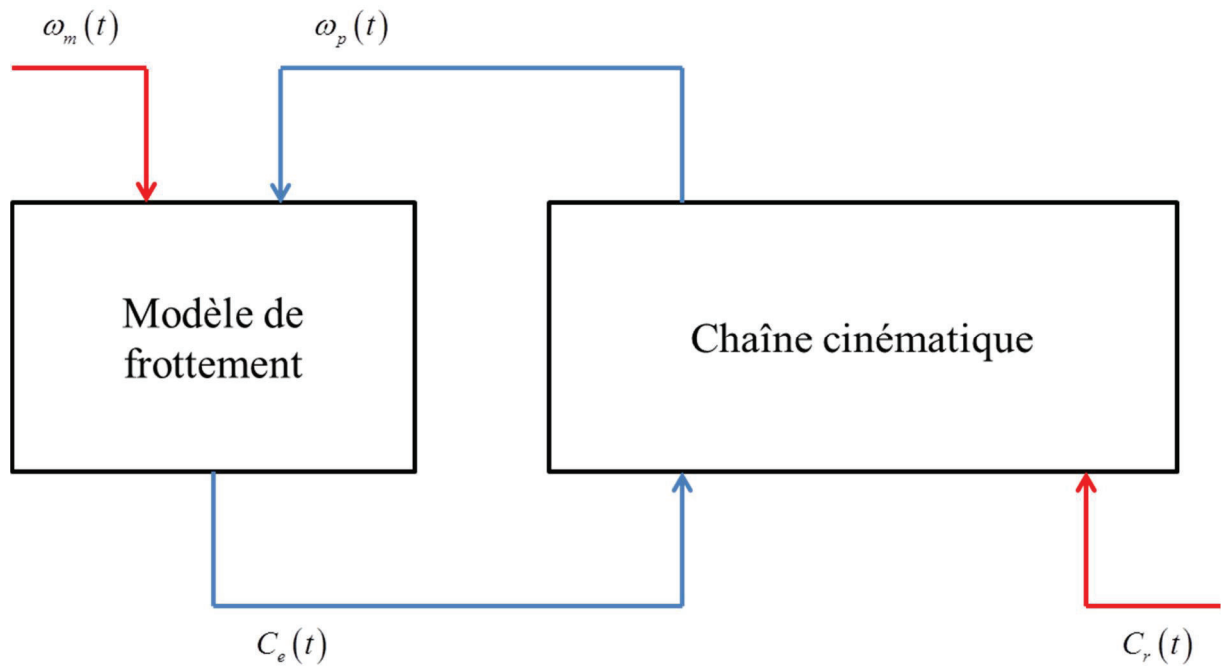 ω_m(t)
ω_p(t)
Modèle de
frottement
Chaîne cinématique
C_e(t)
C_r(t)